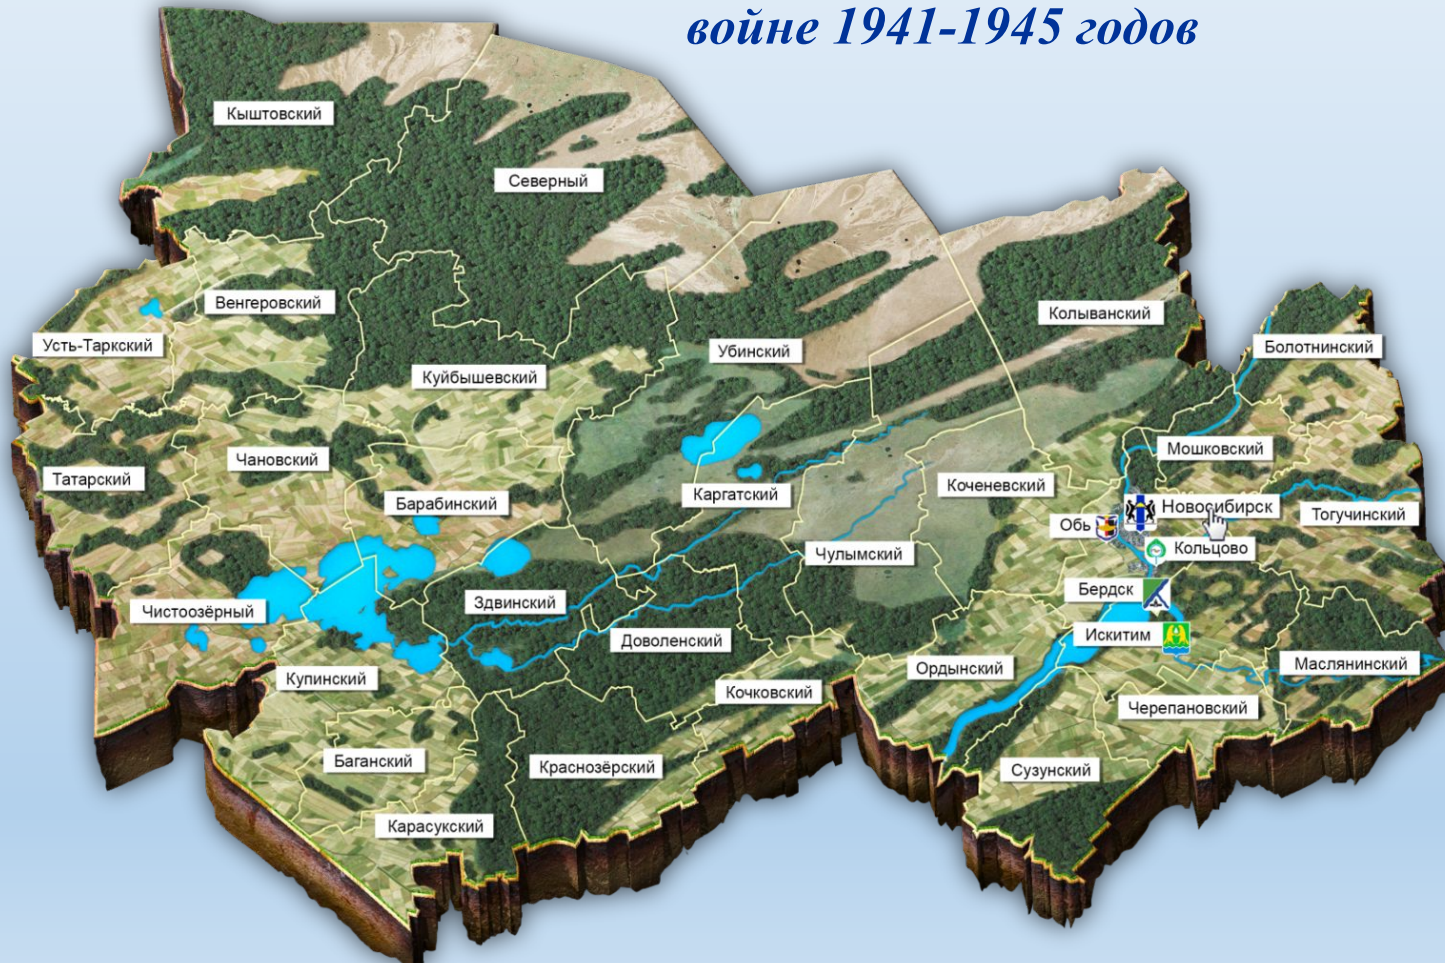 войне 1941-1945 годов
Кыштовский
Северный
Венгеровский
Колыванский
Усть-Таркский
Убинский
Болотнинский
Куйбышевский
Чановский
Мошковский
Татарский
Каргатский
Коченевский
Барабинский
Новосибирск
Тогучинский
Обь
Кольцово
Чулымский
Бердск
Здвинский
Чистоозёрный
Искитим
Доволенский
Маслянинский
Ордынский
Купинский
Кочковский
Черепановский
Баганский
Краснозёрский
Сузунский
Карасукский